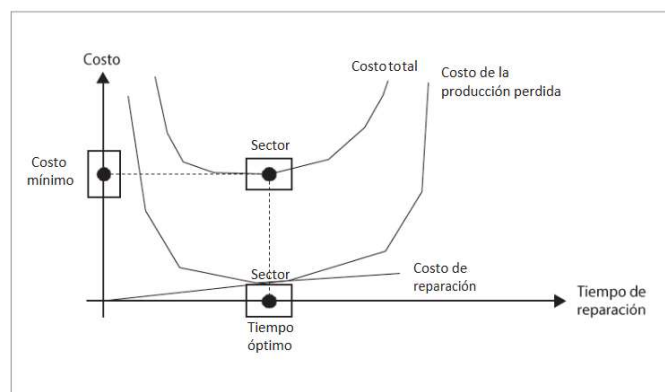 Costo
Costo total
Costo de la
producción perdida
Sector
Costo
mínimo
Sector
Costo de
reparación
Tiempo de
reparación
Tiempo
óptimo